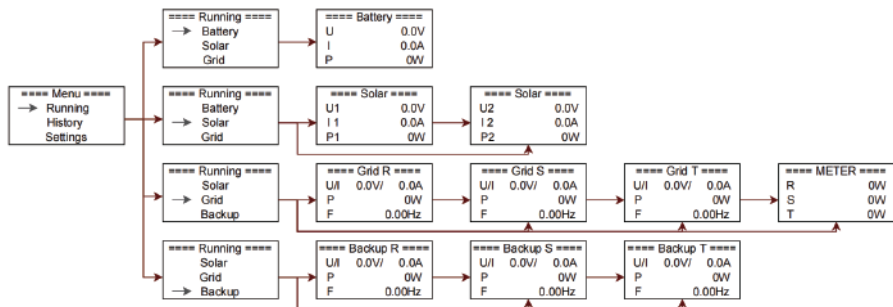 ==== Running ====
→ Battery
Solar
Grid
==== Battery ====
U 0.0V
I 0.0A
P 0W
==== Menu ====
→ Running
History
Settings
==== Running ====
Battery
→ Solar
Grid
==== Solar ====
U1 0.0V
I 1 0.0A
P1 0W
==== Solar ====
U2 0.0V
I 2 0.0A
P2 0W
==== Running ====
Solar
→ Grid
Backup
==== Grid R ====
U/I 0.0V/ 0.0A
P 0W
F 0.00Hz
==== Grid S ====
U/I 0.0V/ 0.0A
P 0W
F 0.00Hz
==== Grid T ====
U/I 0.0V/ 0.0A
P 0W
F 0.00Hz
==== METER ====
R 0W
S 0W
T 0W
==== Running ====
Solar
Grid
→ Backup
==== Backup R ====
U/I 0.0V/ 0.0A
P 0W
F 0.00Hz
==== Backup S ====
U/I 0.0V/ 0.0A
P 0W
F 0.00Hz
==== Backup T ====
U/I 0.0V/ 0.0A
P 0W
F 0.00Hz